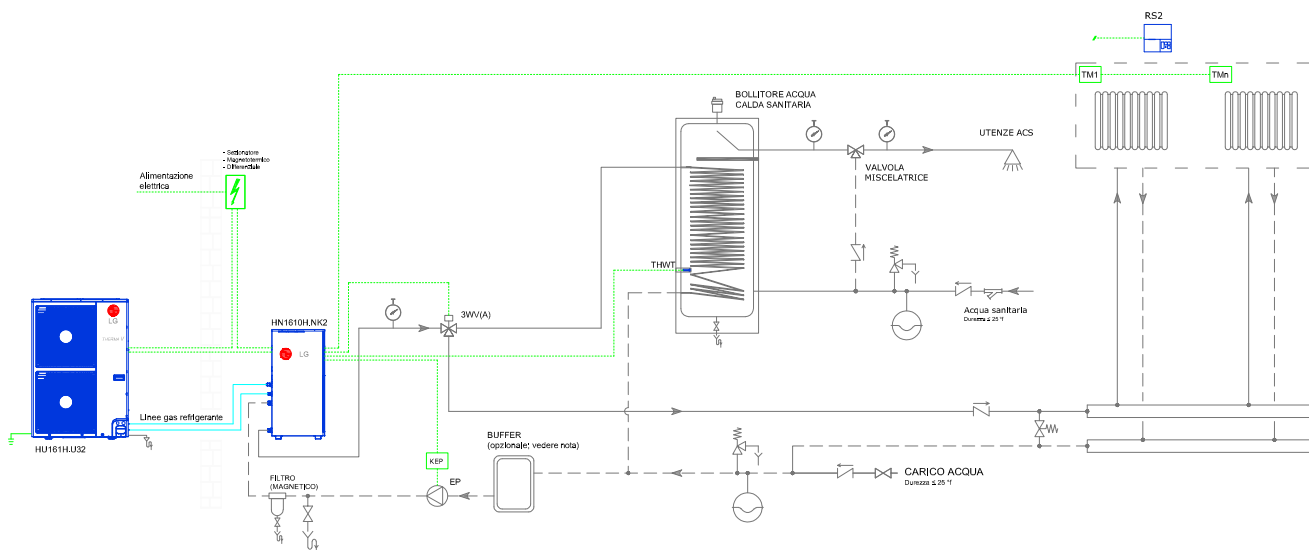 RS2
TM1
TMn
BOLLITORE ACQUA
CALDA SANITARIA
UTENZE ACS
VALVOLA
MISCELATRICE
- Sezionatore
- Magnetotermico
- Differenziale
Alimentazione
elettrica
THWT
Acqua sanitaria
Durezza ≤ 25 °f
3WV(A)
HN1610H.NK2
LG
LG
THERMA V
Linee gas refrigerante
HU161H.U32
BUFFER
(opzionale; vedere nota)
KEP
EP
FILTRO
(MAGNETICO)
CARICO ACQUA
Durezza ≤ 25 °f